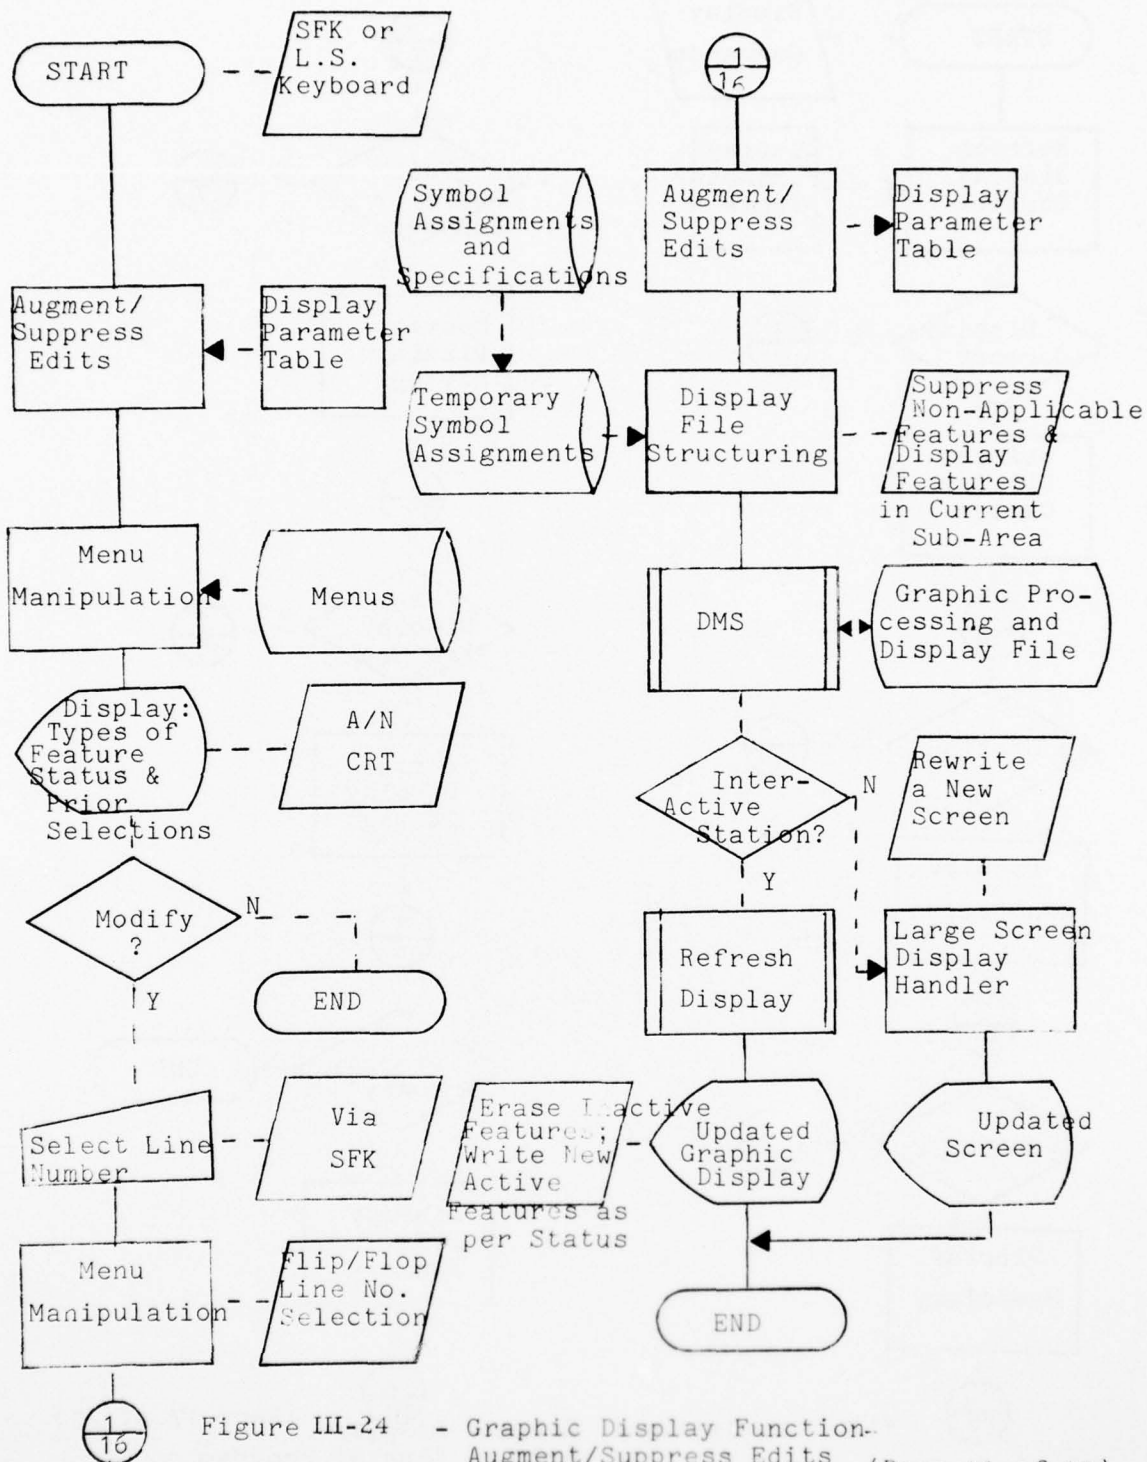 START
SFK or
L.S.
Keyboard
Augment/
Suppress
Edits
Display
Parameter
Table
Menu
Manipulation
Menus
Display:
Types of
Feature
Status &
Prior
Selections
A/N
CRT
Modify
?
N
Y
END
Select Line
Number
Via
SFK
Menu
Manipulation
Flip/Flop
Line No.
Selection
1
16
1
16
Augment/
Suppress
Edits
Display
Parameter
Table
Symbol
Assignments
and
Specifications
Temporary
Symbol
Assignments
Display
File
Structuring
Suppress
Non-Applicable
Features &
Display
Features
in Current
Sub-Area
DMS
Graphic Pro-
cessing and
Display File
Inter-
Active
Station?
N
Y
Rewrite
a New
Screen
Refresh
Display
Large Screen
Display
Handler
Erase Inactive
Features;
Write New
Active
Features as
per Status
Updated
Graphic
Display
Updated
Screen
END
Figure III-24 - Graphic Display Function-
Augment/Suppress Edits